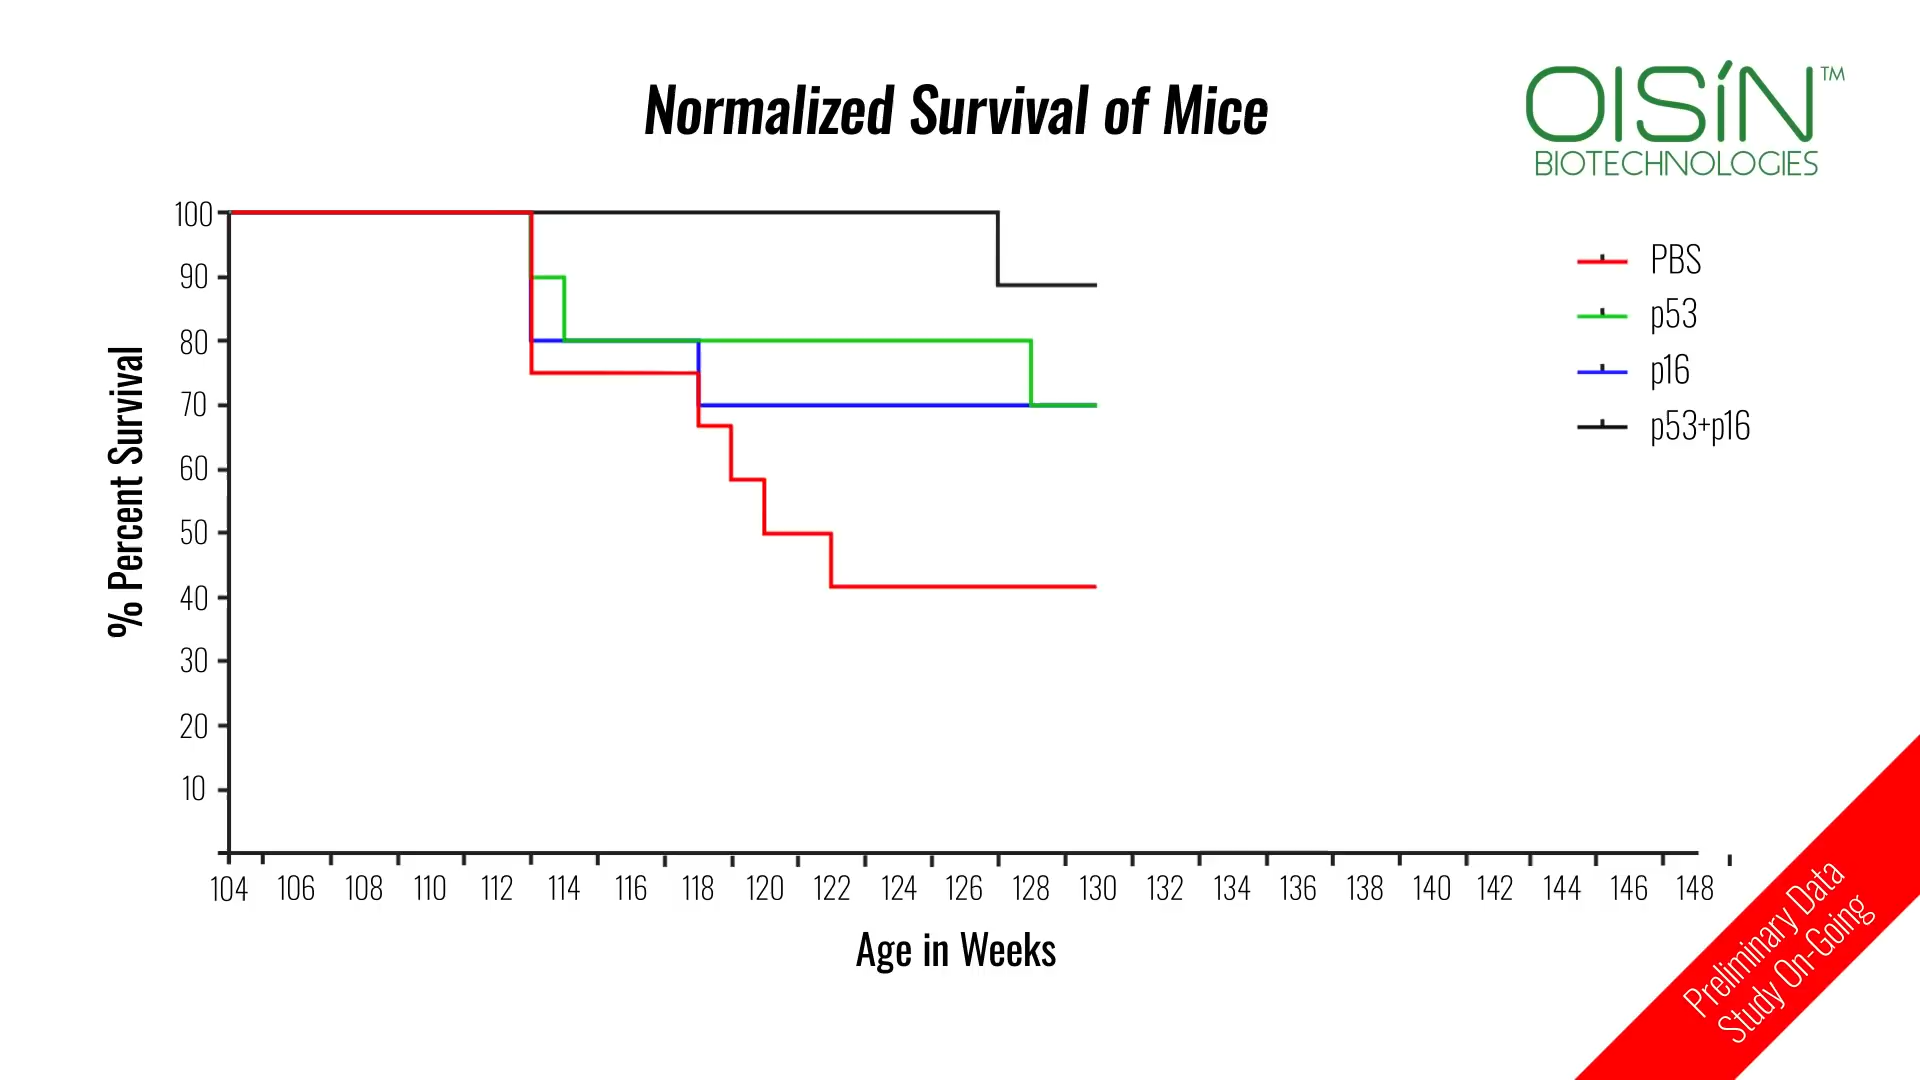 Normalized Survival of Mice
OISíN™
BIOTECHNOLOGIES
100
90
80
70
60
50
40
30
20
10
% Percent Survival
PBS
p53
p16
p53+p16
104 106 108 110 112 114 116 118 120 122 124 126 128 130 132 134 136 138 140 142 144 146 148
Age in Weeks
Preliminary Data
Study On-Going